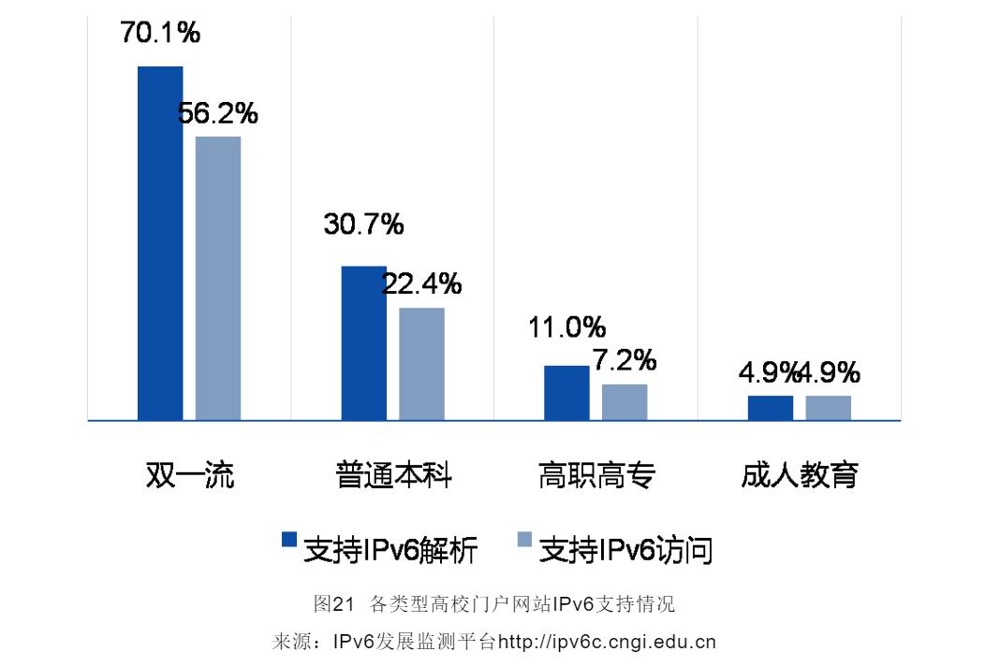 70.1%
56.2%
30.7%
22.4%
11.0%
7.2%
4.9%
4.9%
双一流
普通本科
高职高专
成人教育
支持IPv6解析
支持IPv6访问
图21 各类型高校门户网站IPv6支持情况
来源：IPv6发展监测平台http://ipv6c.cngi.edu.cn